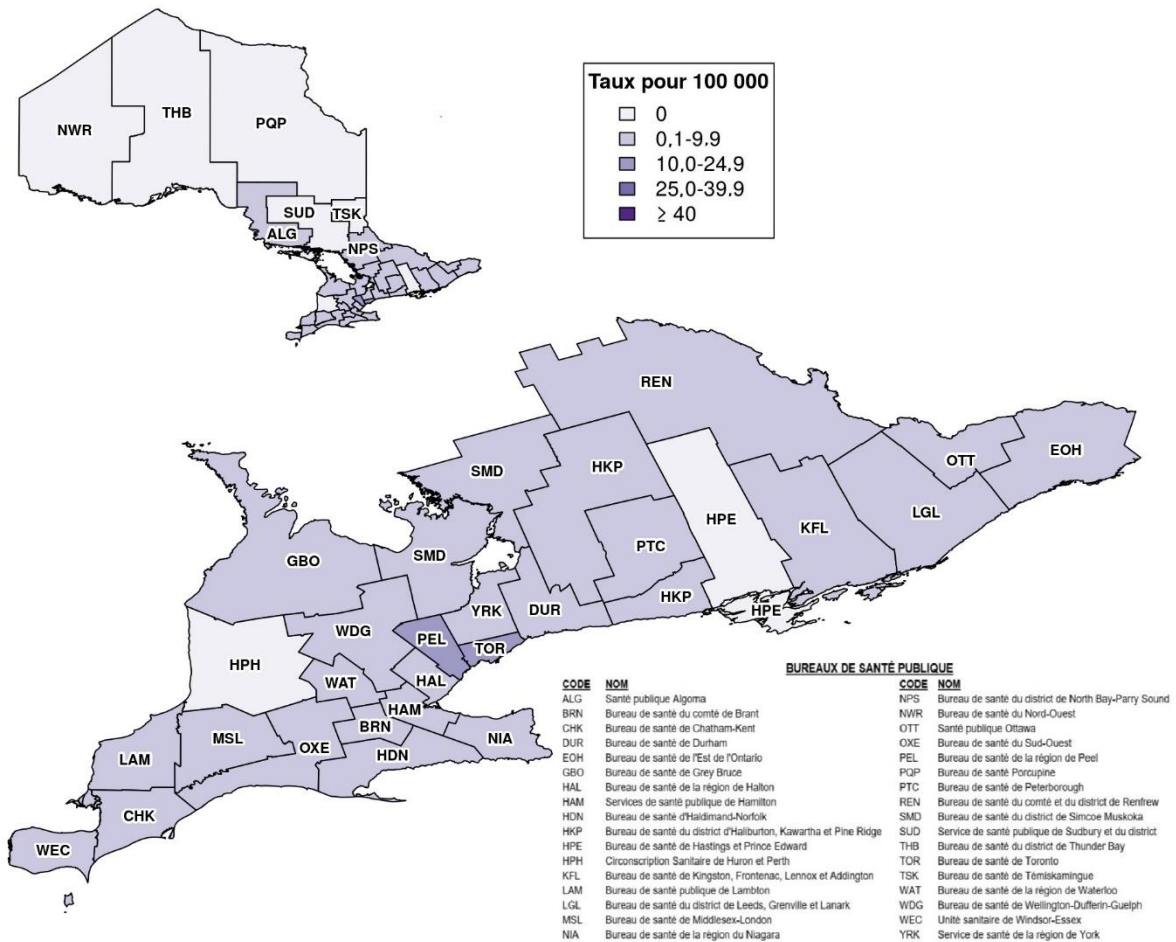 NWR
THB
PQP
SUD
TSK
ALG
NPS
Taux pour 100 000
0
0,1-9,9
10,0-24,9
25,0-39,9
≥ 40
REN
SMD
HKP
OTT
EOH
HPE
KFL
LGL
GBO
SMD
PTC
YRK
DUR
HKP
HPE
WDG
PEL
TOR
HPH
WAT
HAL
HAM
MSL
OXE
BRN
HDN
NIA
LAM
CHK
WEC
BUREAUX DE SANTÉ PUBLIQUE
CODE NOM
ALG Santé publique Algoma
BRN Bureau de santé du comté de Brant
CHK Bureau de santé de Chatham-Kent
DUR Bureau de santé de Durham
EOH Bureau de santé de l'Est de l'Ontario
GBO Bureau de santé de Grey Bruce
HAL Bureau de santé de la région de Halton
HAM Services de santé publique de Hamilton
HDN Bureau de santé d'Haldimand-Norfolk
HKP Bureau de santé du district d'Haliburton, Kawartha et Pine Ridge
HPE Bureau de santé de Hastings et Prince Edward
HPH Circonscription Sanitaire de Huron et Perth
KFL Bureau de santé de Kingston, Frontenac, Lennox et Addington
LAM Bureau de santé publique de Lambton
LGL Bureau de santé du district de Leeds, Grenville et Lanark
MSL Bureau de santé de Middlesex-London
NIA Bureau de santé de la région du Niagara
CODE NOM
NPS Bureau de santé du district de North Bay-Parry Sound
NWR Bureau de santé du Nord-Ouest
OTT Santé publique Ottawa
OXE Bureau de santé du Sud-Ouest
PEL Bureau de santé de la région de Peel
PQP Bureau de santé Porcupine
PTC Bureau de santé de Peterborough
REN Bureau de santé du comté et du district de Renfrew
SMD Bureau de santé du district de Simcoe Muskoka
SUD Service de santé publique de Sudbury et du district
THB Bureau de santé du district de Thunder Bay
TOR Bureau de santé de Toronto
TSK Bureau de santé de Témiskamingue
WAT Bureau de santé de la région de Waterloo
WDG Bureau de santé de Wellington-Dufferin-Guelph
WEC Unité sanitaire de Windsor-Essex
YRK Service de santé de la région de York